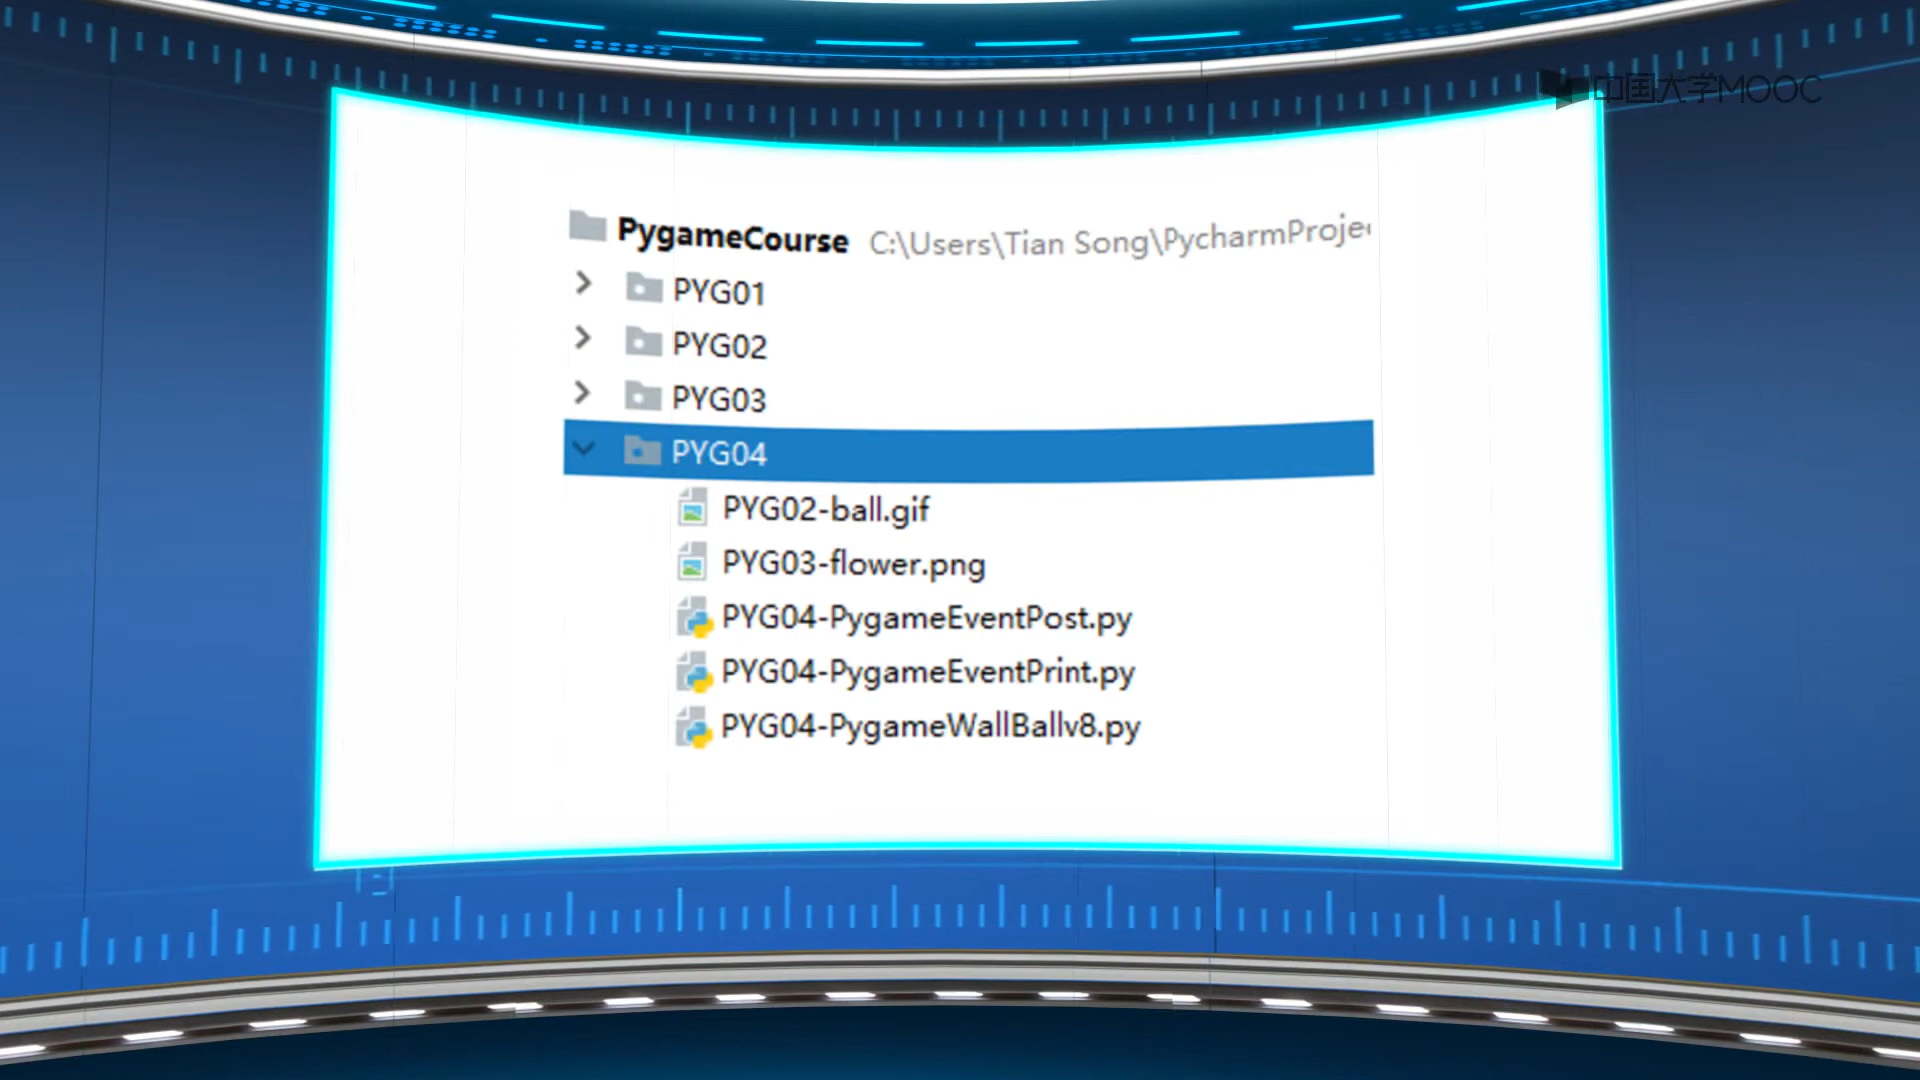 中国大学MOOC
PygameCourse C:\Users\Tian Song\PycharmProje
PYG01
PYG02
PYG03
PYG04
PYG02-ball.gif
PYG03-flower.png
PYG04-PygameEventPost.py
PYG04-PygameEventPrint.py
PYG04-PygameWallBallv8.py